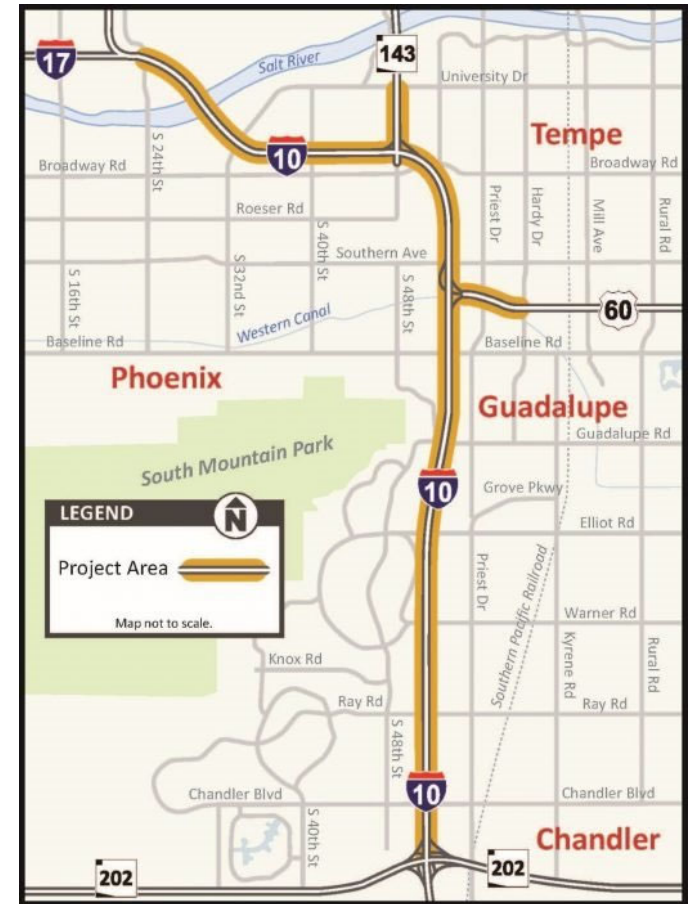 17
143
Salt River
University Dr
Tempe
S 24th St
10
Broadway Rd
Broadway Rd
Roeser Rd
Priest Dr
Hardy Dr
Mill Ave
Rural Rd
S 40th St
Southern Ave
S 16th St
S 32nd St
S 48th St
Western Canal
60
Baseline Rd
Baseline Rd
Phoenix
Guadalupe
Guadalupe Rd
South Mountain Park
10
Grove Pkwy
LEGEND
N
Elliot Rd
Project Area
Priest Dr
Southern Pacific Railroad
Map not to scale.
Warner Rd
Knox Rd
Kyrene Rd
Rural Rd
Ray Rd
Ray Rd
S 48th St
10
Chandler Blvd
Chandler Blvd
S 40th St
Chandler
202
202